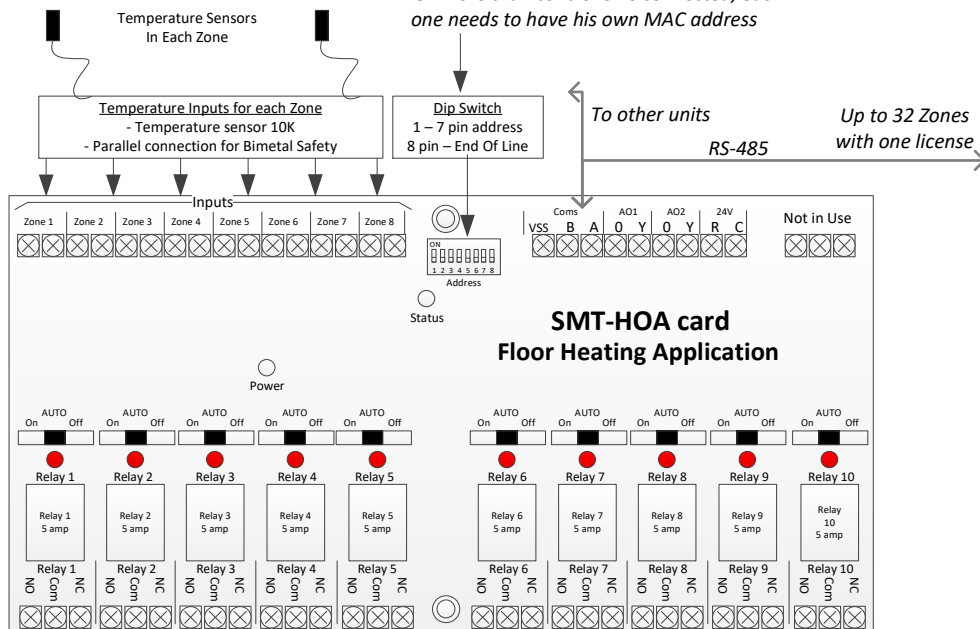 one needs to have his own MAC address
Temperature Sensors
In Each Zone
Temperature Inputs for each Zone
- Temperature sensor 10K
- Parallel connection for Bimetal Safety
Dip Switch
1 – 7 pin address
8 pin – End Of Line
To other units
RS-485
Up to 32 Zones
with one license
Inputs
Zone 1 Zone 2 Zone 3 Zone 4 Zone 5 Zone 6 Zone 7 Zone 8
ON
1 2 3 4 5 6 7 8
Address
Status
Coms AO1 AO2 24V
VSS B A 0 Y 0 Y R C
Not in Use
SMT-HOA card
Floor Heating Application
Power
AUTO AUTO AUTO AUTO AUTO AUTO AUTO AUTO AUTO AUTO
On Off On Off On Off On Off On Off On Off On Off On Off On Off On Off
Relay 1 Relay 2 Relay 3 Relay 4 Relay 5 Relay 6 Relay 7 Relay 8 Relay 9 Relay 10
Relay 1
5 amp
Relay 2
5 amp
Relay 3
5 amp
Relay 4
5 amp
Relay 5
5 amp
Relay 6
5 amp
Relay 7
5 amp
Relay 8
5 amp
Relay 9
5 amp
Relay
10
5 amp
Relay 1 Relay 2 Relay 3 Relay 4 Relay 5 Relay 6 Relay 7 Relay 8 Relay 9 Relay 10
NO Com NC NO Com NC NO Com NC NO Com NC NO Com NC NO Com NC NO Com NC NO Com NC NO Com NC NO Com NC